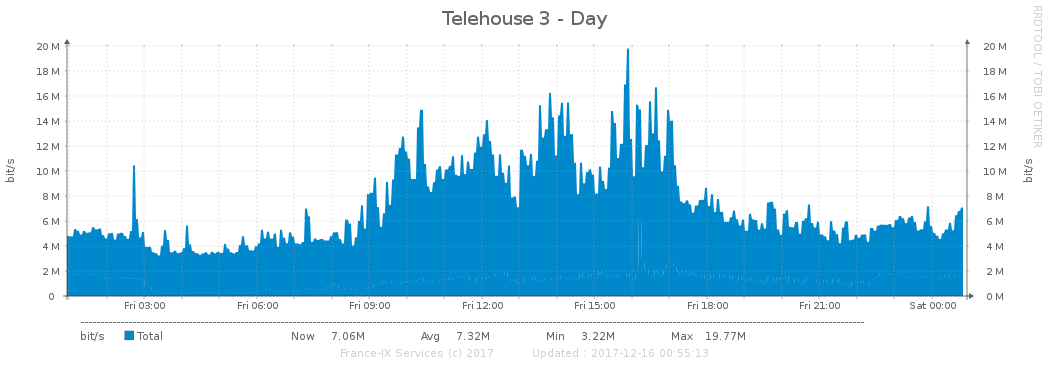 Telehouse 3 - Day
RRDTOOL / TOBI OETIKER
bit/s
20 M
18 M
16 M
14 M
12 M
10 M
8 M
6 M
4 M
2 M
0
20 M
18 M
16 M
14 M
12 M
10 M
8 M
6 M
4 M
2 M
0 M
bit/s
Fri 03:00 Fri 06:00 Fri 09:00 Fri 12:00 Fri 15:00 Fri 18:00 Fri 21:00 Sat 00:00
bit/s Total Now 7.06M Avg 7.32M Min 3.22M Max 19.77M
France-IX Services (c) 2017 Updated : 2017-12-16 00:55:13